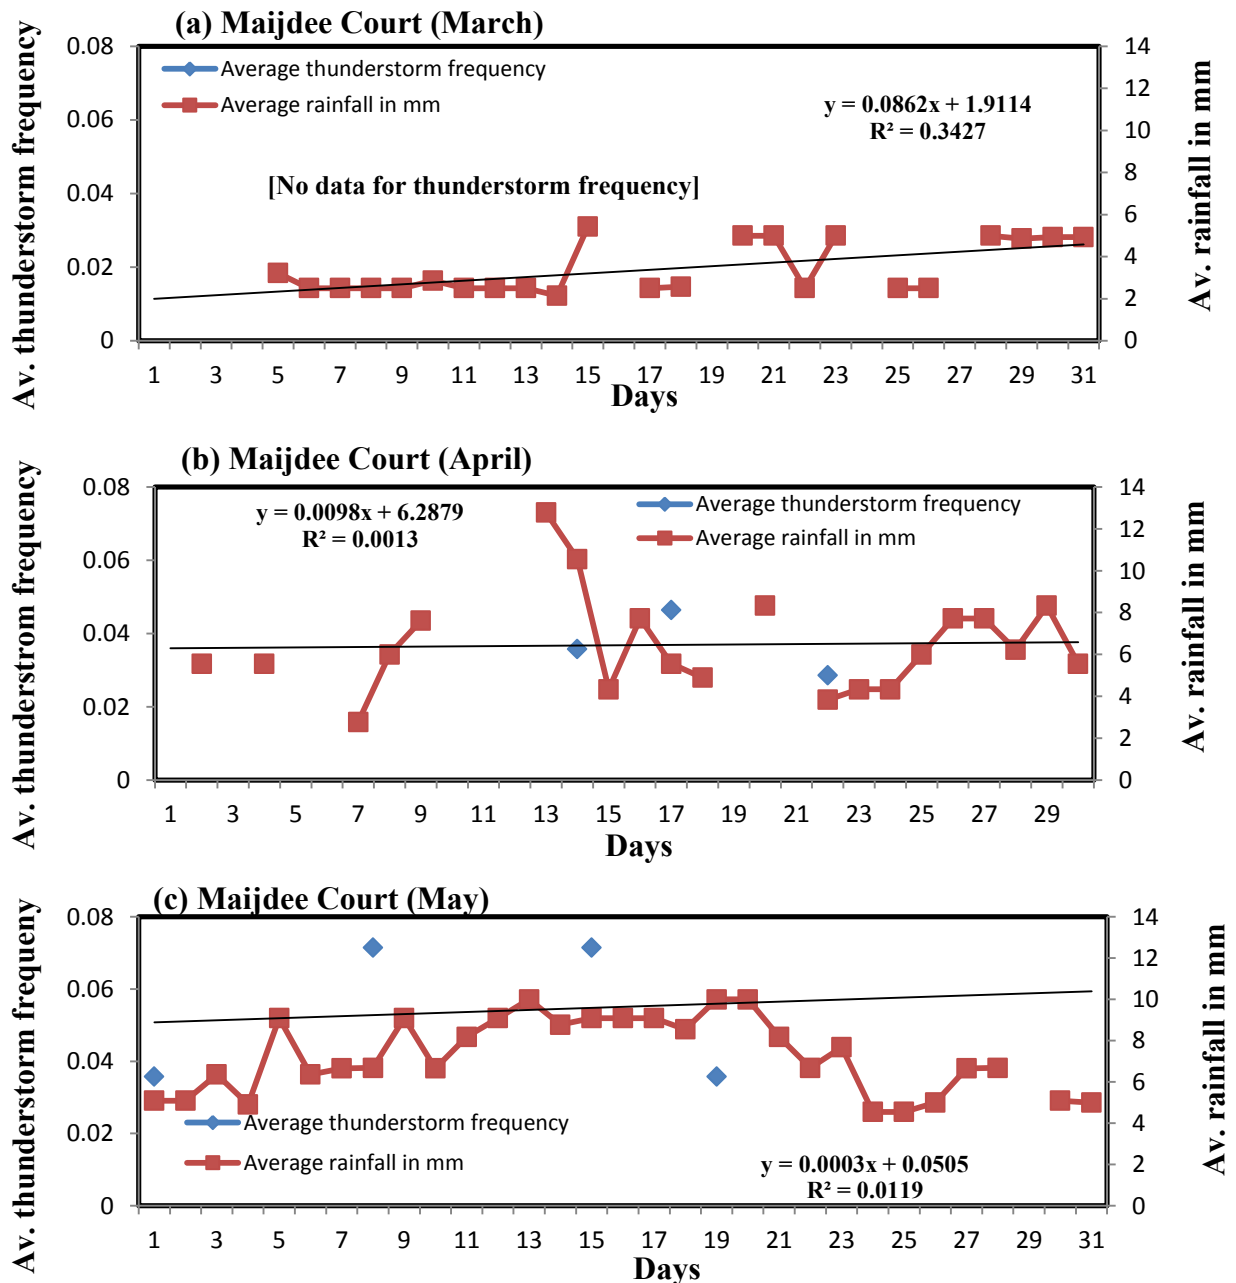 (a) Maijdee Court (March)
Av. thunderstorm frequency
0.08
0.06
0.04
0.02
0
Average thunderstorm frequency
Average rainfall in mm
y = 0.0862x + 1.9114
R² = 0.3427
[No data for thunderstorm frequency]
14
12
10
8
6
4
2
0
Av. rainfall in mm
1 3 5 7 9 11 13 15 17 19 21 23 25 27 29 31
Days
(b) Maijdee Court (April)
Av. thunderstrom frequency
0.08
0.06
0.04
0.02
0
y = 0.0098x + 6.2879
R² = 0.0013
Average thunderstorm frequency
Average rainfall in mm
14
12
10
8
6
4
2
0
Av. rainfall in mm
1 3 5 7 9 11 13 15 17 19 21 23 25 27 29
Days
(c) Maijdee Court (May)
Av. thunderstorm frequeny
0.08
0.06
0.04
0.02
0
Average thunderstorm frequency
Average rainfall in mm
y = 0.0003x + 0.0505
R² = 0.0119
14
12
10
8
6
4
2
0
Av. rainfall in mm
1 3 5 7 9 11 13 15 17 19 21 23 25 27 29 31
Days